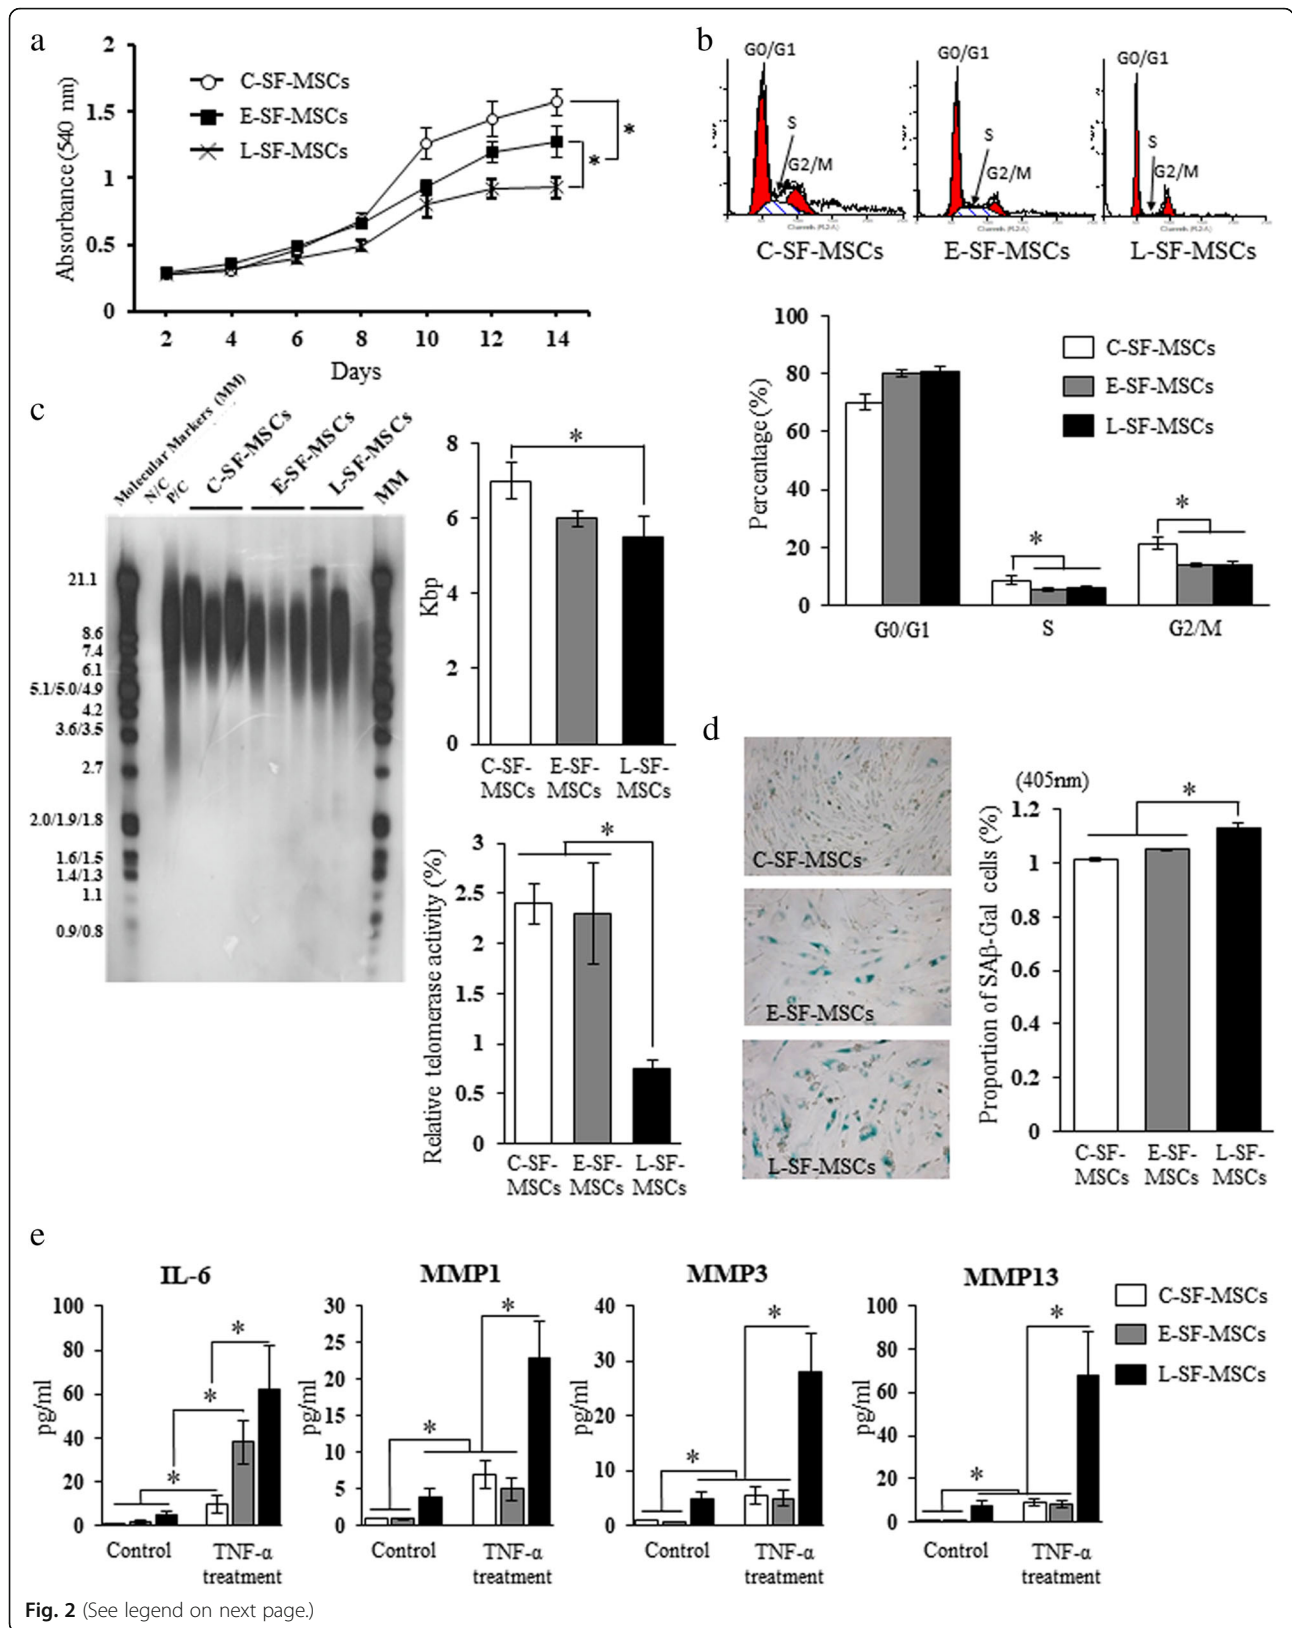 a
2
1.5
1
0.5
0
Absorbance (540 nm)
C-SF-MSCs
E-SF-MSCs
L-SF-MSCs
*
*
2 4 6 8 10 12 14
Days
b
G0/G1
S
G2/M
C-SF-MSCs
G0/G1
S
G2/M
E-SF-MSCs
G0/G1
S
G2/M
L-SF-MSCs
100
80
60
40
20
0
Percentage (%)
C-SF-MSCs
E-SF-MSCs
L-SF-MSCs
*
*
G0/G1 S G2/M
c
Molecular Markers (MM)
N/C
P/C
C-SF-MSCs
E-SF-MSCs
L-SF-MSCs
MM
21.1
8.6
7.4
6.1
5.1/5.0/4.9
4.2
3.6/3.5
2.7
2.0/1.9/1.8
1.6/1.5
1.4/1.3
1.1
0.9/0.8
8
6
4
2
0
Kbp
*
C-SF- E-SF- L-SF-
MSCs MSCs MSCs
3
2.5
2
1.5
1
0.5
0
Relative telomerase activity (%)
*
C-SF- E-SF- L-SF-
MSCs MSCs MSCs
d
C-SF-MSCs
E-SF-MSCs
L-SF-MSCs
(405nm)
1.2
1
0.8
0.6
0.4
0.2
0
Proportion of SAβ-Gal cells (%)
*
C-SF- E-SF- L-SF-
MSCs MSCs MSCs
e
IL-6
100
80
60
40
20
0
pg/ml
*
*
*
Control TNF-α
treatment
MMP1
30
25
20
15
10
5
0
pg/ml
*
*
Control TNF-α
treatment
MMP3
40
30
20
10
0
pg/ml
*
*
Control TNF-α
treatment
MMP13
100
80
60
40
20
0
pg/ml
*
*
Control TNF-α
treatment
C-SF-MSCs
E-SF-MSCs
L-SF-MSCs
Fig. 2 (See legend on next page.)